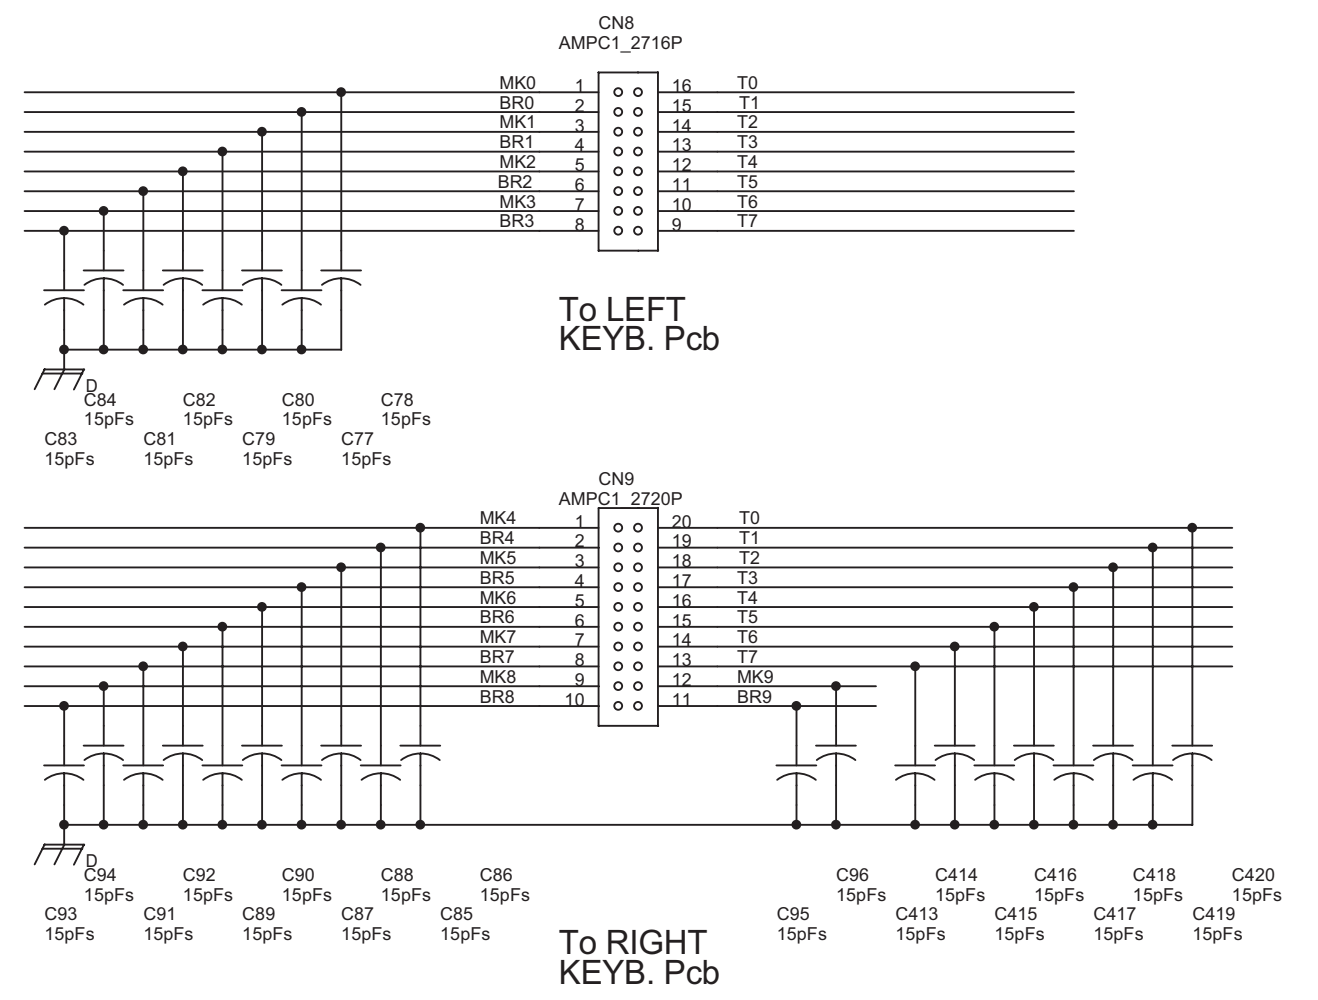 CN8
AMPC1_2716P
MK0 1 16 T0
BR0 2 15 T1
MK1 3 14 T2
BR1 4 13 T3
MK2 5 12 T4
BR2 6 11 T5
MK3 7 10 T6
BR3 8 9 T7
To LEFT
KEYB. Pcb
D
C84 C82 C80 C78
15pFs 15pFs 15pFs 15pFs
C83 C81 C79 C77
15pFs 15pFs 15pFs 15pFs
CN9
AMPC1_2720P
MK4 1 20 T0
BR4 2 19 T1
MK5 3 18 T2
BR5 4 17 T3
MK6 5 16 T4
BR6 6 15 T5
MK7 7 14 T6
BR7 8 13 T7
MK8 9 12 MK9
BR8 10 11 BR9
D
C94 C92 C90 C88 C86 C96 C414 C416 C418 C420
15pFs 15pFs 15pFs 15pFs 15pFs 15pFs 15pFs 15pFs 15pFs 15pFs
C93 C91 C89 C87 C85 C95 C413 C415 C417 C419
15pFs 15pFs 15pFs 15pFs 15pFs 15pFs 15pFs 15pFs 15pFs 15pFs
To RIGHT
KEYB. Pcb